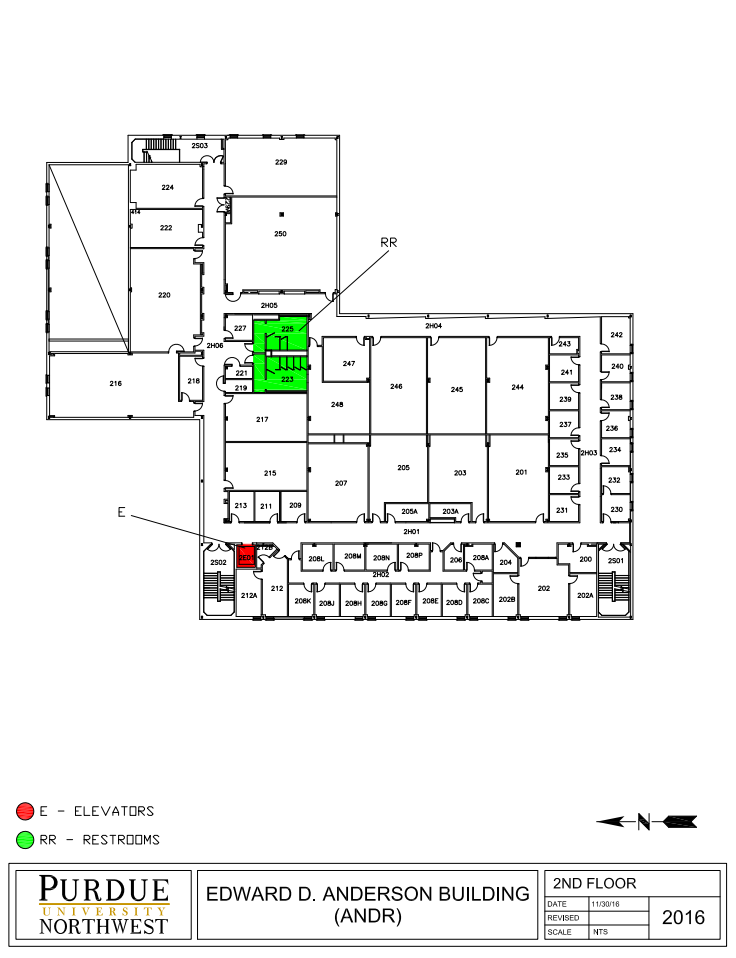 2S03
229
224
229A
414
222
250
RR
220
2H05
227
225
2H04
242
2H06
243
247
216
218
221
223
241
240
219
246
245
244
239
238
248
217
237
236
235
234
205
2H03
215
207
203
201
233
232
213
211
209
205A
203A
231
230
E
2H01
212B
2S02
208L
208M
208N
208P
206
208A
204
200
2S01
2H02
212A
212
208K
208J
208H
208G
208F
208E
208D
208C
202B
202
202A
E - ELEVATORS
N
RR - RESTROOMS
PURDUE
UNIVERSITY
NORTHWEST
EDWARD D. ANDERSON BUILDING
(ANDR)
2ND FLOOR
DATE 11/30/16
REVISED
SCALE NTS
2016